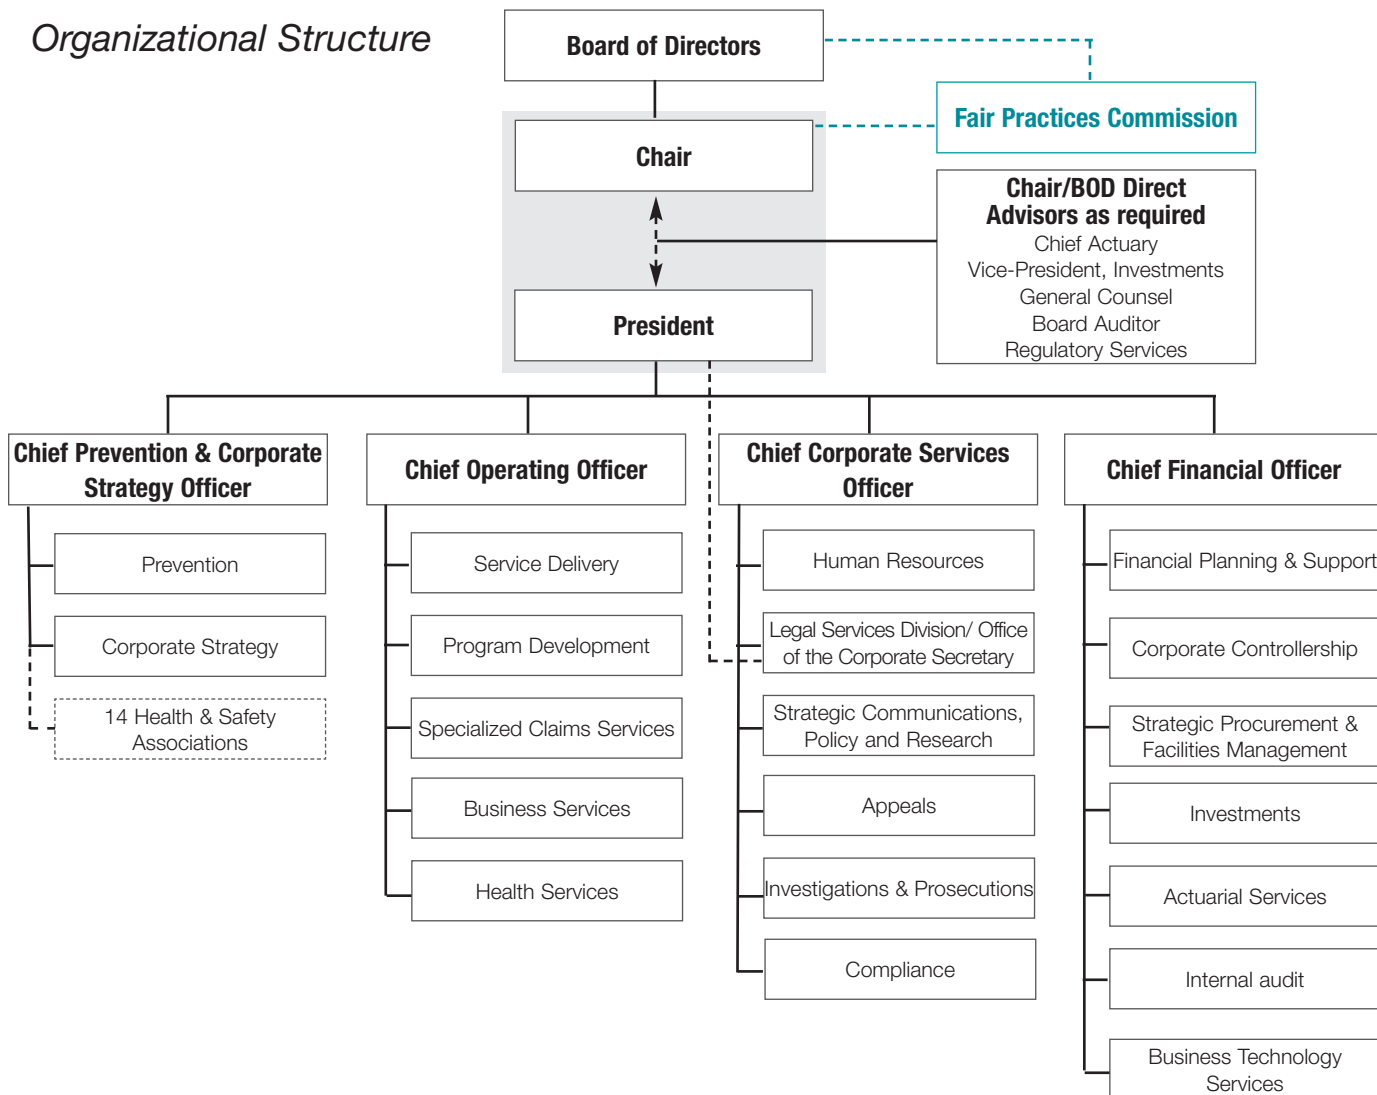 Organizational Structure
Board of Directors
Fair Practices Commission
Chair
Chair/BOD Direct
Advisors as required
Chief Actuary
Vice-President, Investments
General Counsel
Board Auditor
Regulatory Services
President
Chief Prevention & Corporate
Strategy Officer
Prevention
Corporate Strategy
14 Health & Safety
Associations
Chief Operating Officer
Service Delivery
Program Development
Specialized Claims Services
Business Services
Health Services
Chief Corporate Services
Officer
Human Resources
Legal Services Division/ Office
of the Corporate Secretary
Strategic Communications,
Policy and Research
Appeals
Investigations & Prosecutions
Compliance
Chief Financial Officer
Financial Planning & Support
Corporate Controllership
Strategic Procurement &
Facilities Management
Investments
Actuarial Services
Internal audit
Business Technology
Services